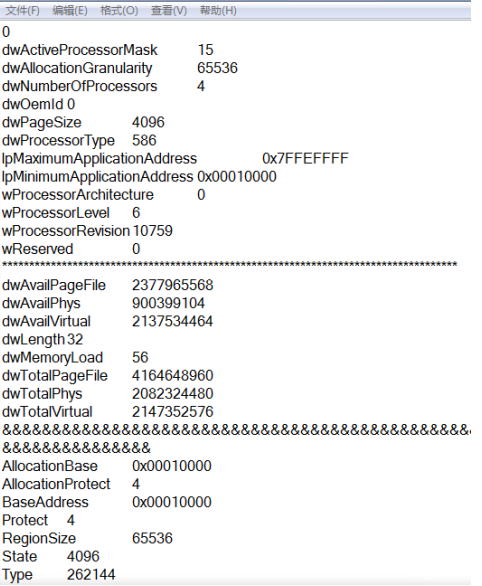 文件(F) 编辑(E) 格式(O) 查看(V) 帮助(H)
0
dwActiveProcessorMask 15
dwAllocationGranularity 65536
dwNumberOfProcessors 4
dwOemId 0
dwPageSize 4096
dwProcessorType 586
lpMaximumApplicationAddress 0x7FFEFFFF
lpMinimumApplicationAddress 0x00010000
wProcessorArchitecture 0
wProcessorLevel 6
wProcessorRevision 10759
wReserved 0
*******************************************************************************************
dwAvailPageFile 2377965568
dwAvailPhys 900399104
dwAvailVirtual 2137534464
dwLength 32
dwMemoryLoad 56
dwTotalPageFile 4164648960
dwTotalPhys 2082324480
dwTotalVirtual 2147352576
&&&&&&&&&&&&&&&&&&&&&&&&&&&&&&&&&&&&&&&&&&&&&&&
&&&&&&&&&&&&&&&
AllocationBase 0x00010000
AllocationProtect 4
BaseAddress 0x00010000
Protect 4
RegionSize 65536
State 4096
Type 262144